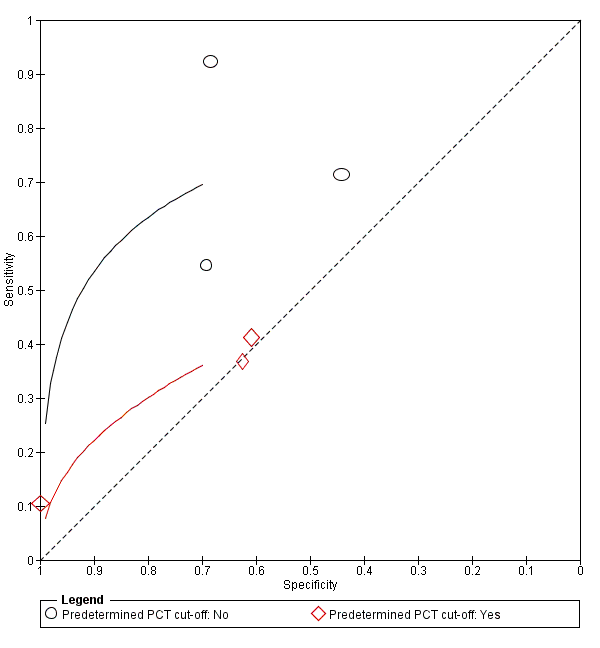 1
0.9
0.8
0.7
0.6
0.5
0.4
0.3
0.2
0.1
0
Sensitivity
1 0.9 0.8 0.7 0.6 0.5 0.4 0.3 0.2 0.1 0
Specificity
Legend
Predetermined PCT cut-off: No Predetermined PCT cut-off: Yes